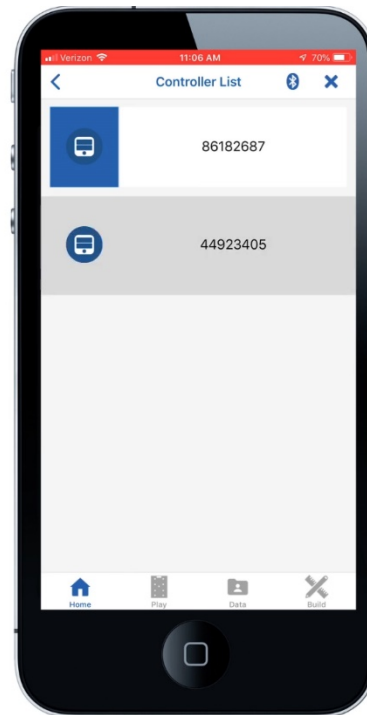 Verizon 11:06 AM 70%
Controller List
86182687
44923405
Home Play Data Build